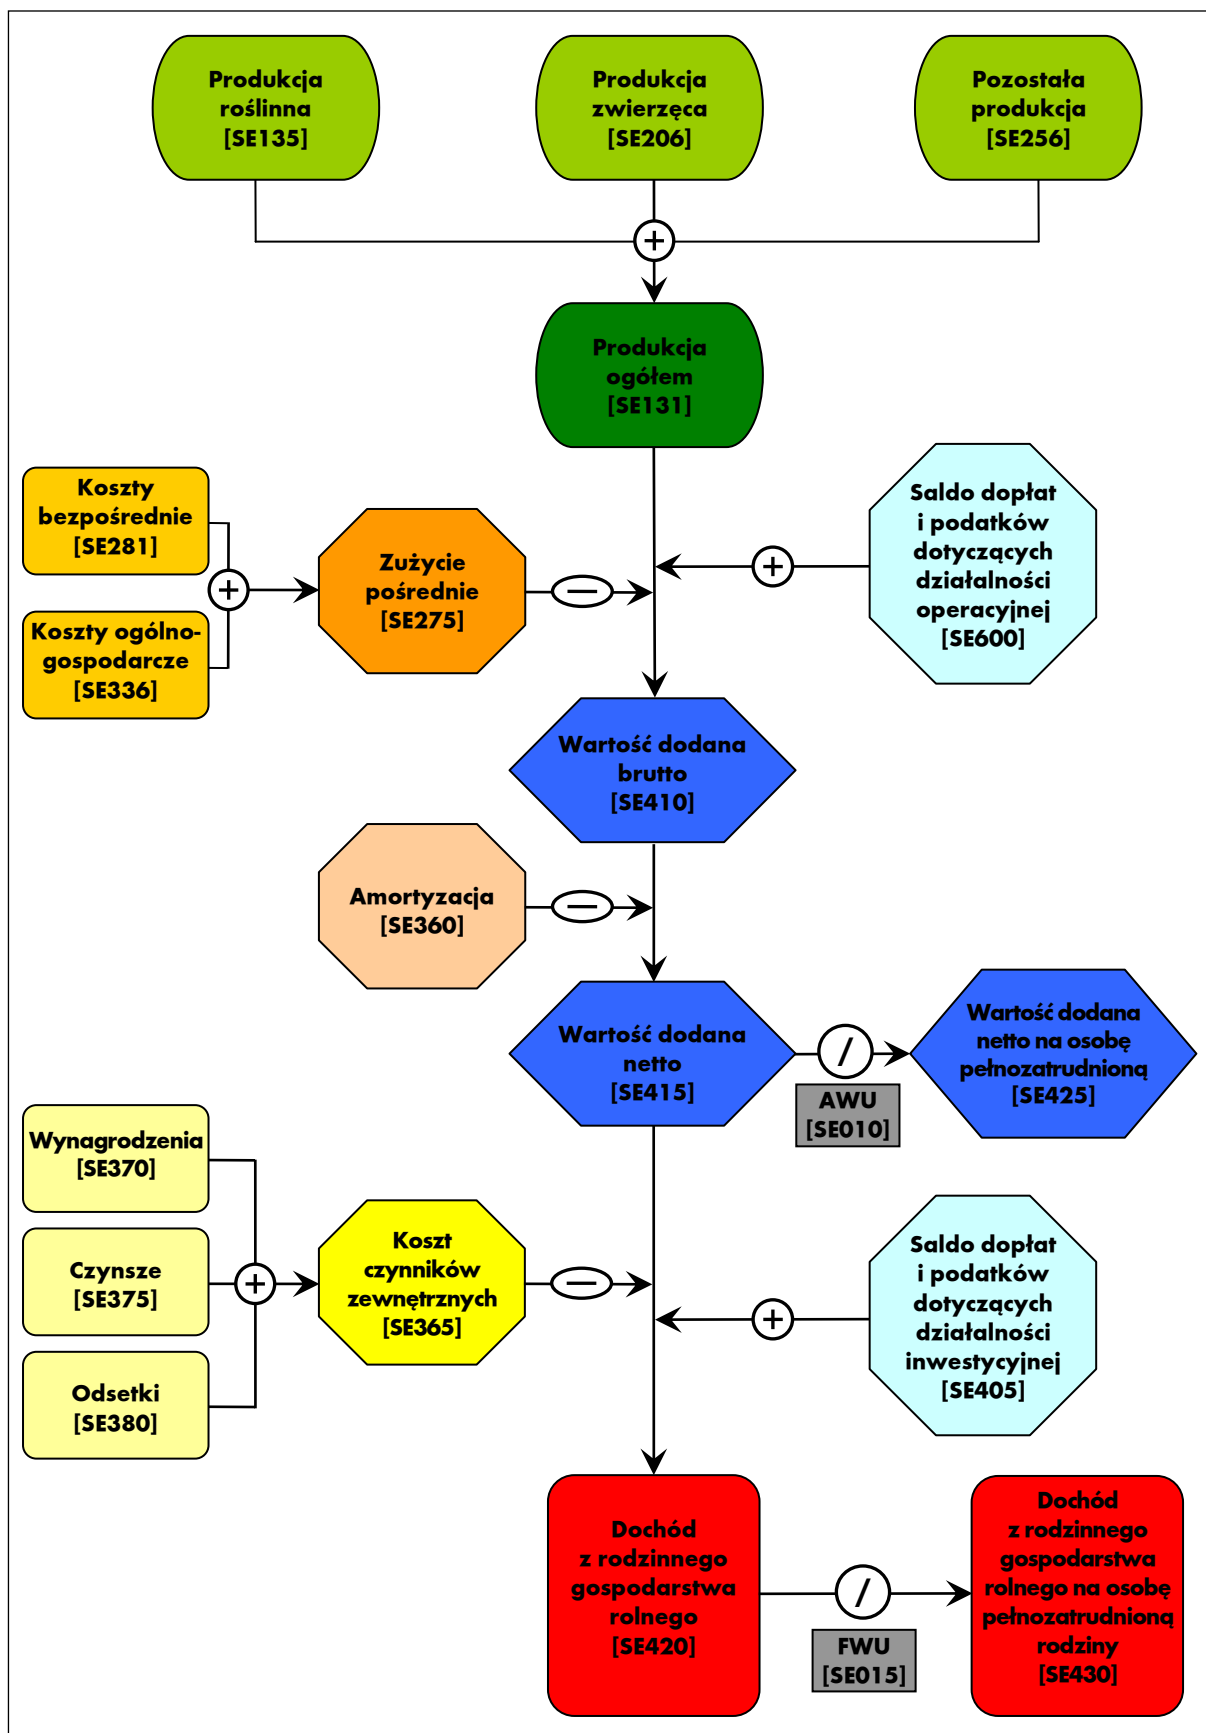 Produkcja
roślinna
[SE135]
Produkcja
zwierzęca
[SE206]
Pozostała
produkcja
[SE256]
+
Produkcja
ogółem
[SE131]
Koszty
bezpośrednie
[SE281]
Koszty ogólno-
gospodarcze
[SE336]
+
Zużycie
pośrednie
[SE275]
−
+
Saldo dopłat
i podatków
dotyczących
działalności
operacyjnej
[SE600]
Wartość dodana
brutto
[SE410]
Amortyzacja
[SE360]
−
Wartość dodana
netto
[SE415]
/
AWU
[SE010]
Wartość dodana
netto na osobę
pełnozatrudnioną
[SE425]
Wynagrodzenia
[SE370]
Czynsze
[SE375]
Odsetki
[SE380]
+
Koszt
czynników
zewnętrznych
[SE365]
−
+
Saldo dopłat
i podatków
dotyczących
działalności
inwestycyjnej
[SE405]
Dochód
z rodzinnego
gospodarstwa
rolnego
[SE420]
/
FWU
[SE015]
Dochód
z rodzinnego
gospodarstwa
rolnego na osobę
pełnozatrudnioną
rodziny
[SE430]